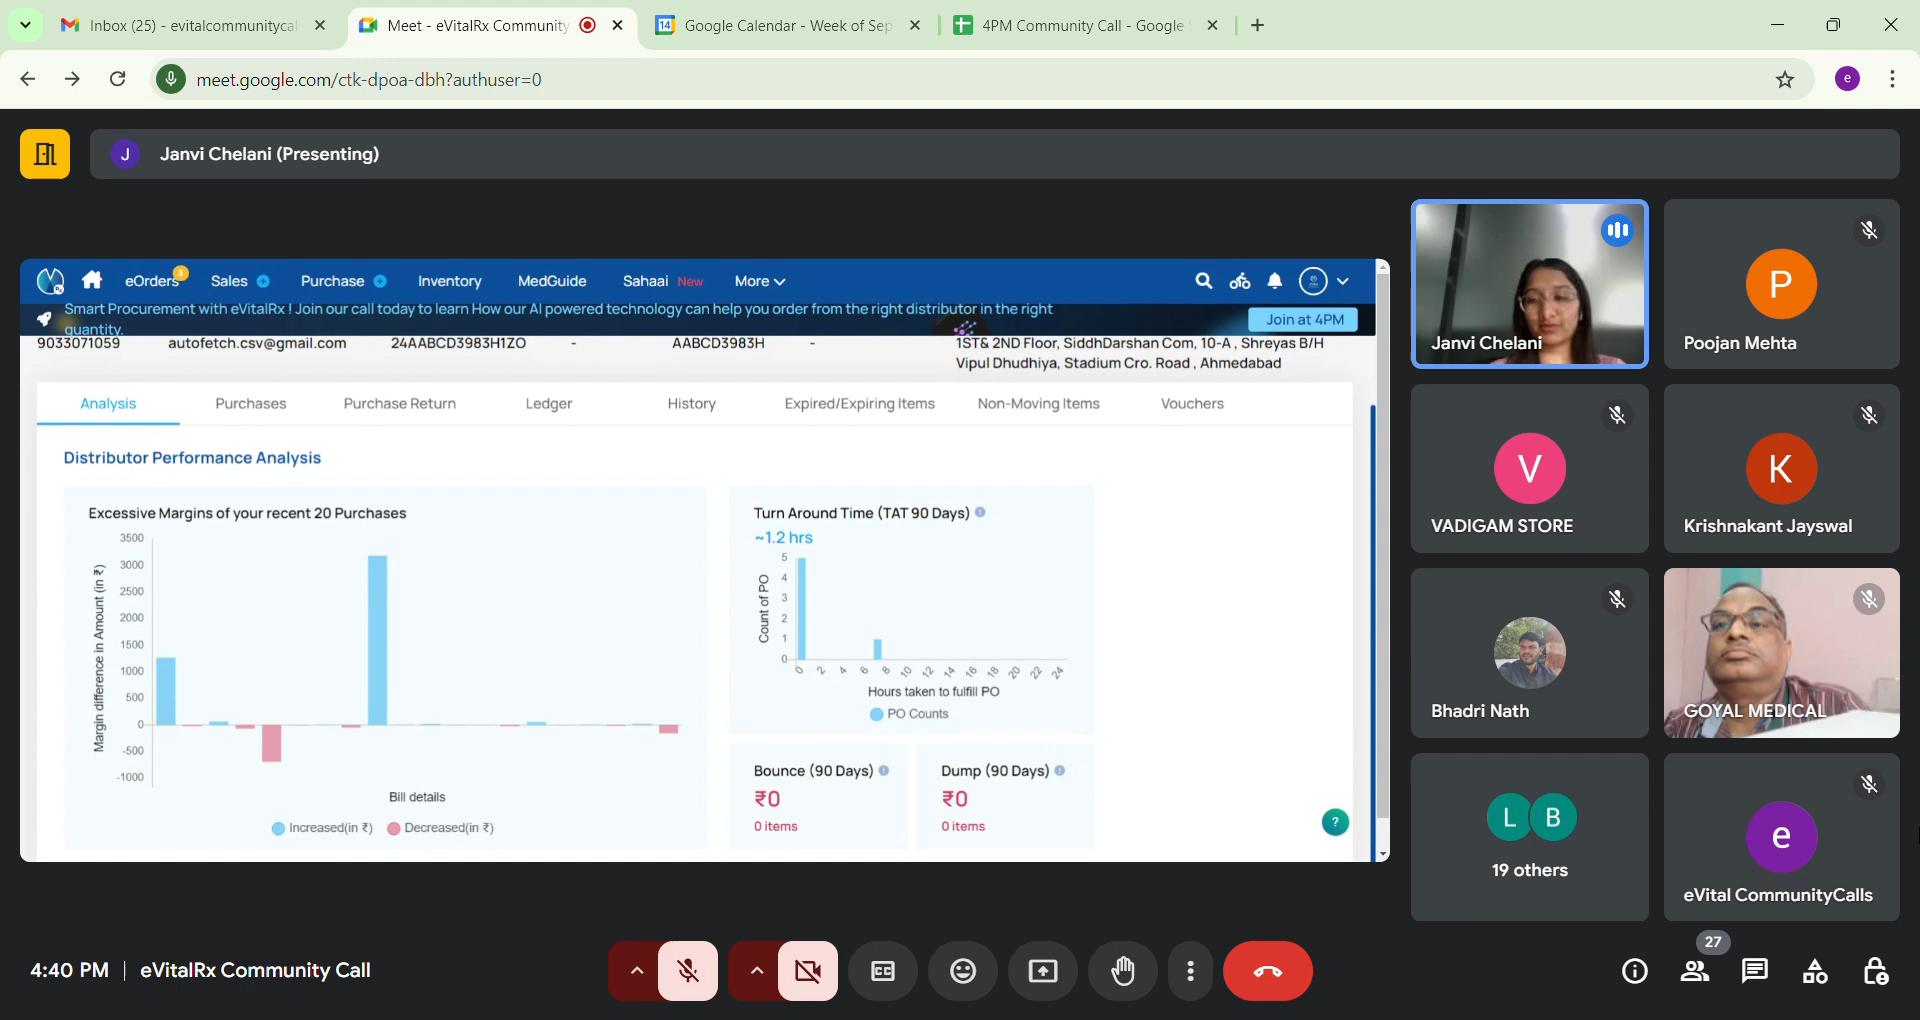 Inbox (25) - evitalcommunityca
Meet - eVitalRx Community
14
Google Calendar - Week of Sep
4PM Community Call - Google
meet.google.com/ctk-dpoa-dbh?authuser=0
e
J
Janvi Chelani (Presenting)
eOrders
3
Sales
Purchase
Inventory
MedGuide
Sahaai New
More
Smart Procurement with eVitalRx ! Join our call today to learn How our AI powered technology can help you order from the right distributor in the right
quantity.
Join at 4PM
9033071059
autofetch.csv@gmail.com
24AABCD3983H1ZO
-
AABCD3983H
-
1ST& 2ND Floor, SiddhDarshan Com, 10-A , Shreyas B/H
Vipul Dhudhiya, Stadium Cro. Road , Ahmedabad
Analysis
Purchases
Purchase Return
Ledger
History
Expired/Expiring Items
Non-Moving Items
Vouchers
Distributor Performance Analysis
Excessive Margins of your recent 20 Purchases
Margin difference in Amount (in ₹)
3500
3000
2500
2000
1500
1000
500
0
-500
-1000
Bill details
Increased(in ₹)
Decreased(in ₹)
Turn Around Time (TAT 90 Days)
~1.2 hrs
Count of PO
5
4
3
2
1
0
0 2 4 6 8 10 12 14 16 18 20 22 24
Hours taken to fulfill PO
PO Counts
Bounce (90 Days)
₹0
0 items
Dump (90 Days)
₹0
0 items
?
Janvi Chelani
P
Poojan Mehta
V
VADIGAM STORE
K
Krishnakant Jayswal
Bhadri Nath
GOYAL MEDICAL
L B
19 others
e
eVital CommunityCalls
4:40 PM | eVitalRx Community Call
27